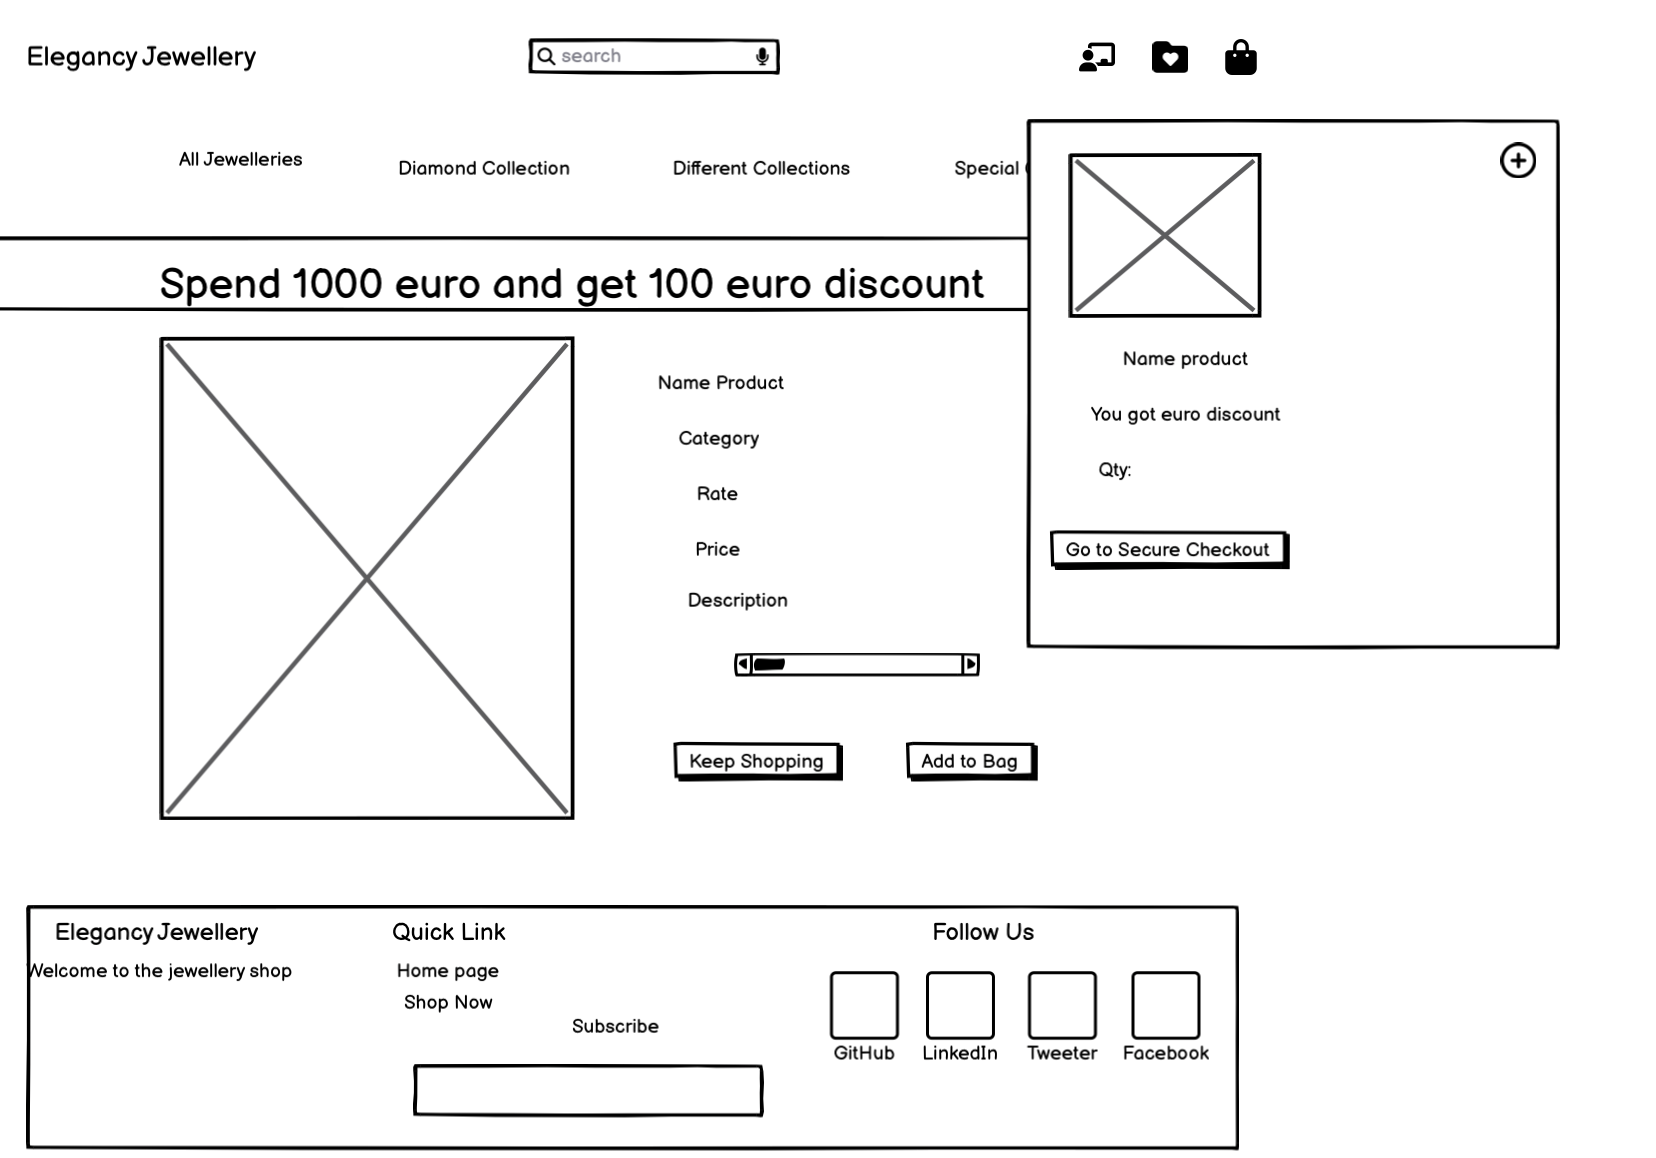 Elegancy Jewellery
search
All Jewelleries
Diamond Collection
Different Collections
Special
Spend 1000 euro and get 100 euro discount
Name Product
Category
Rate
Price
Description
Keep Shopping
Add to Bag
Name product
You got euro discount
Qty:
Go to Secure Checkout
Elegancy Jewellery
Welcome to the jewellery shop
Quick Link
Home page
Shop Now
Subscribe
Follow Us
GitHub
LinkedIn
Tweeter
Facebook